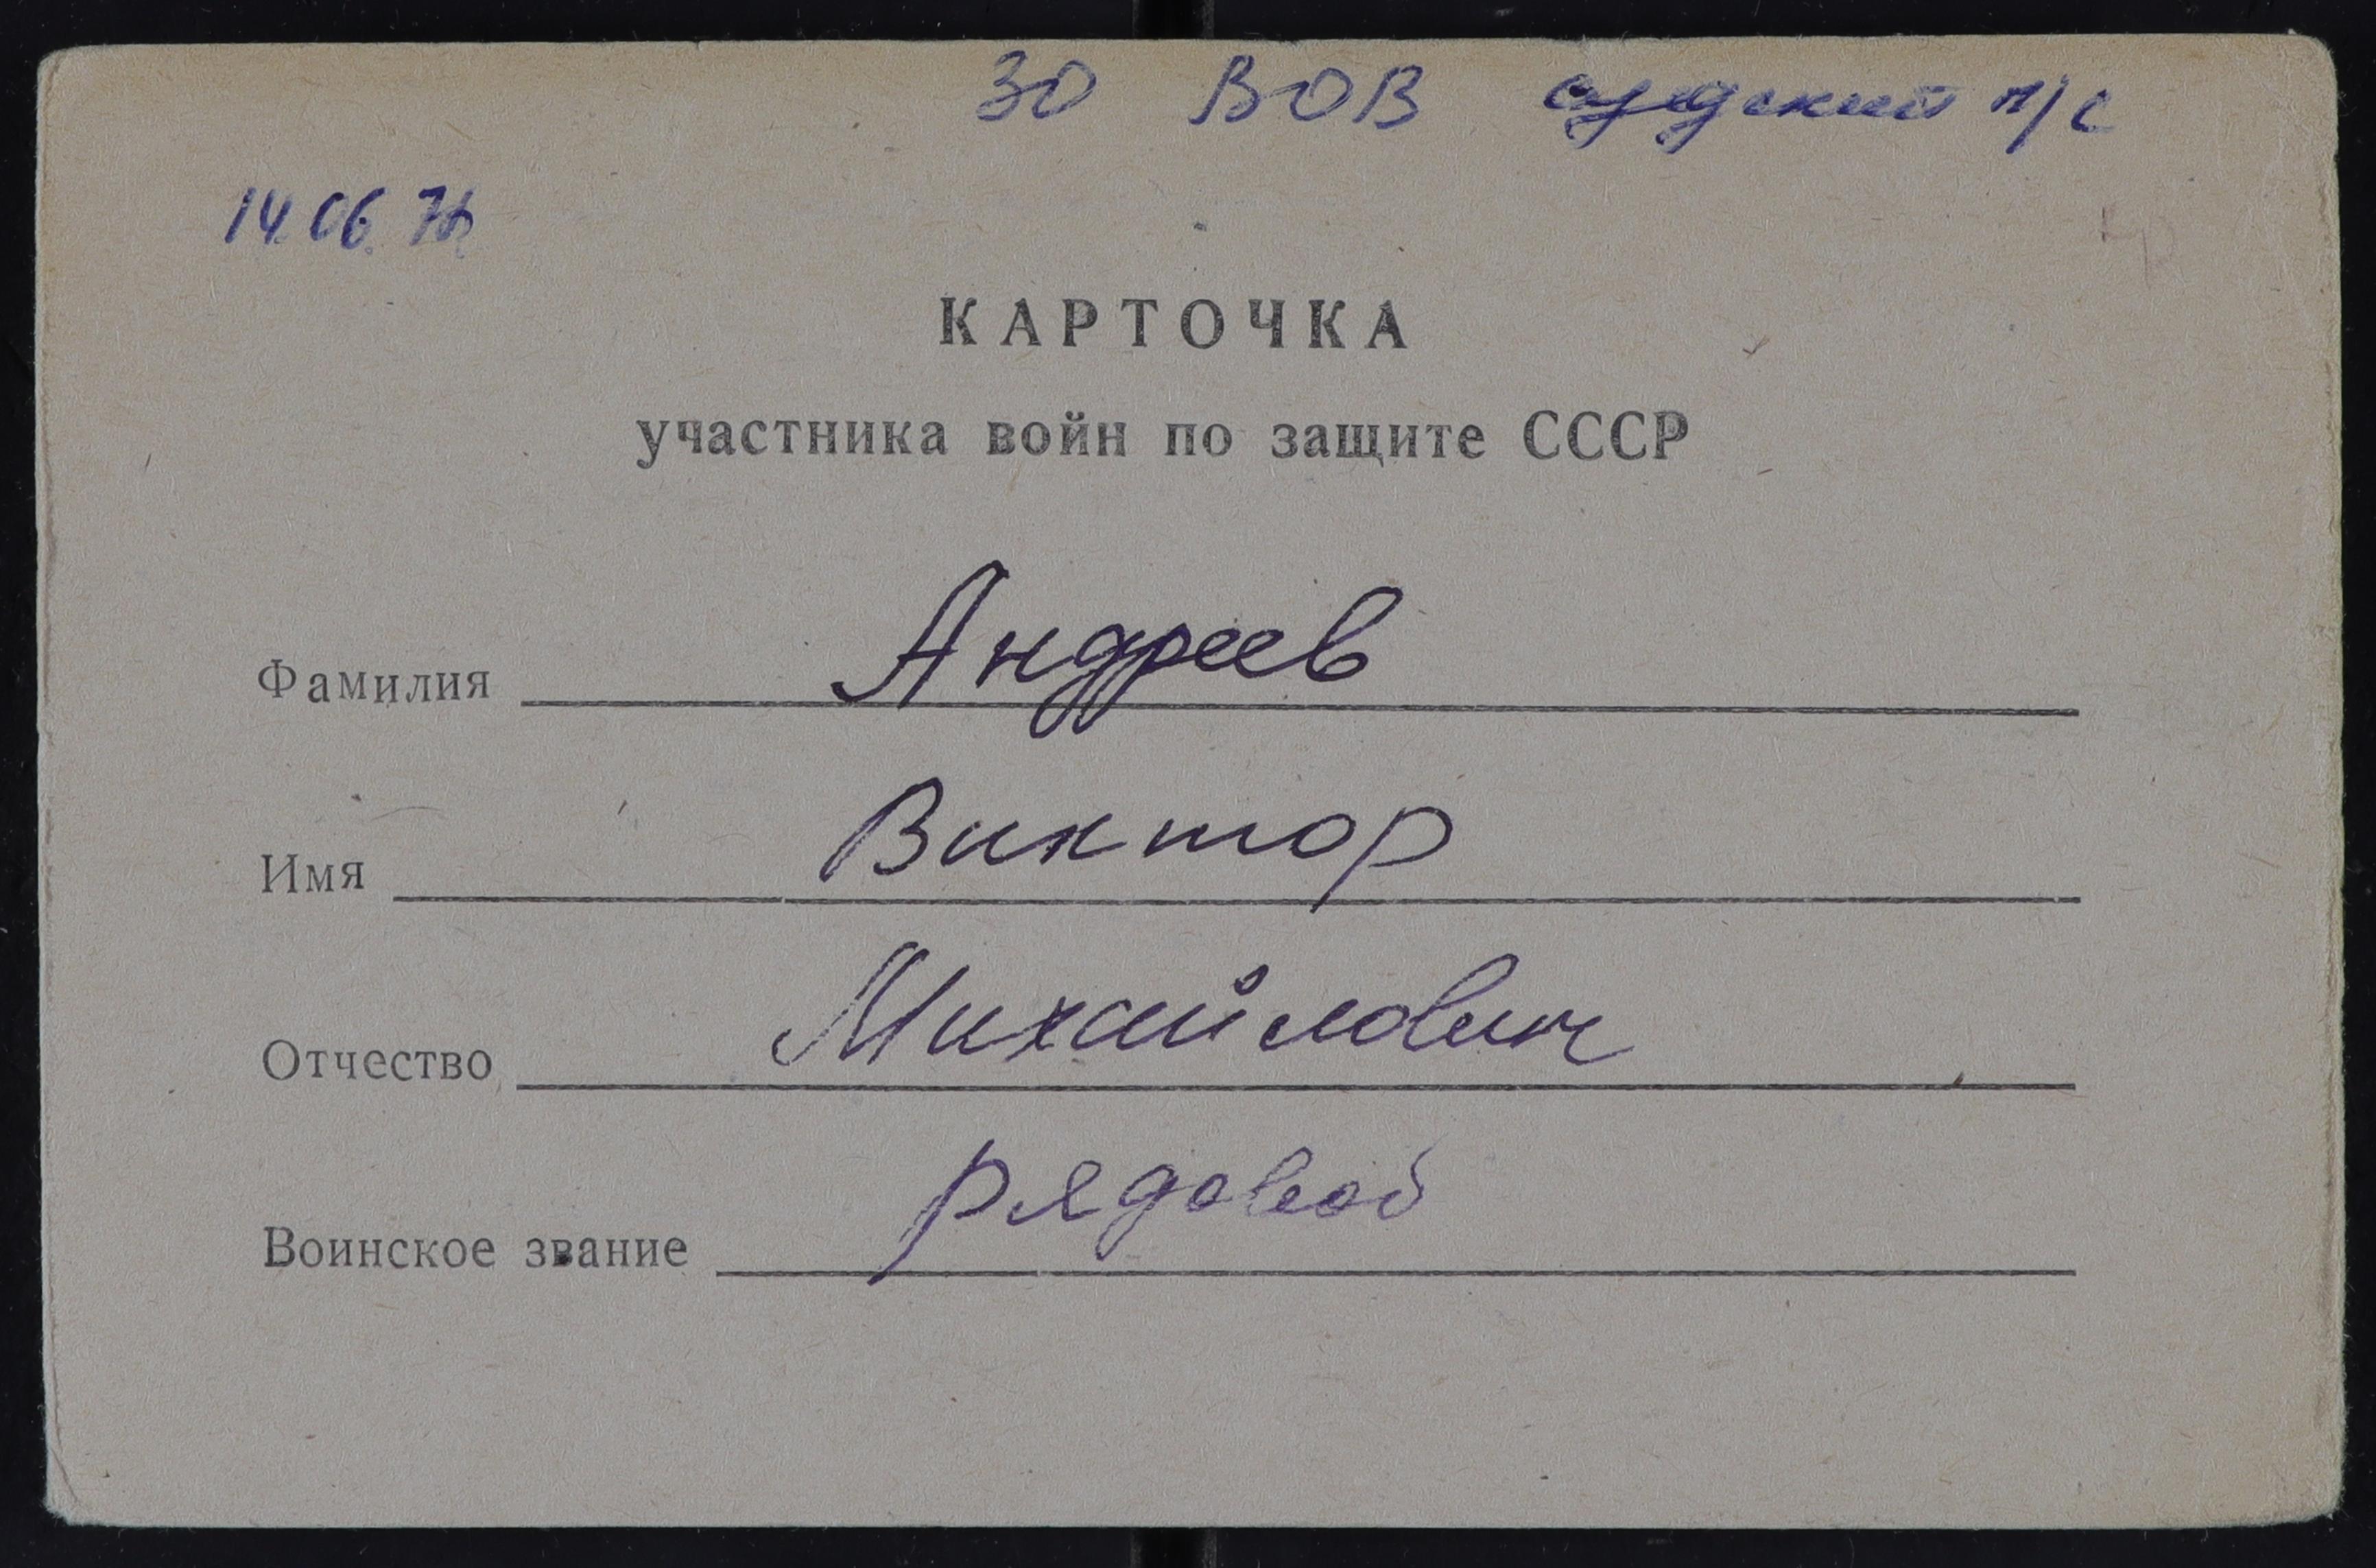 30 ВОВ судский п/с
14.06.
КАРТОЧКА
участника войн по защите СССР
Фамилия Андреев
Имя Виктор
Отчество Михайлович
Воинское звание рядовой